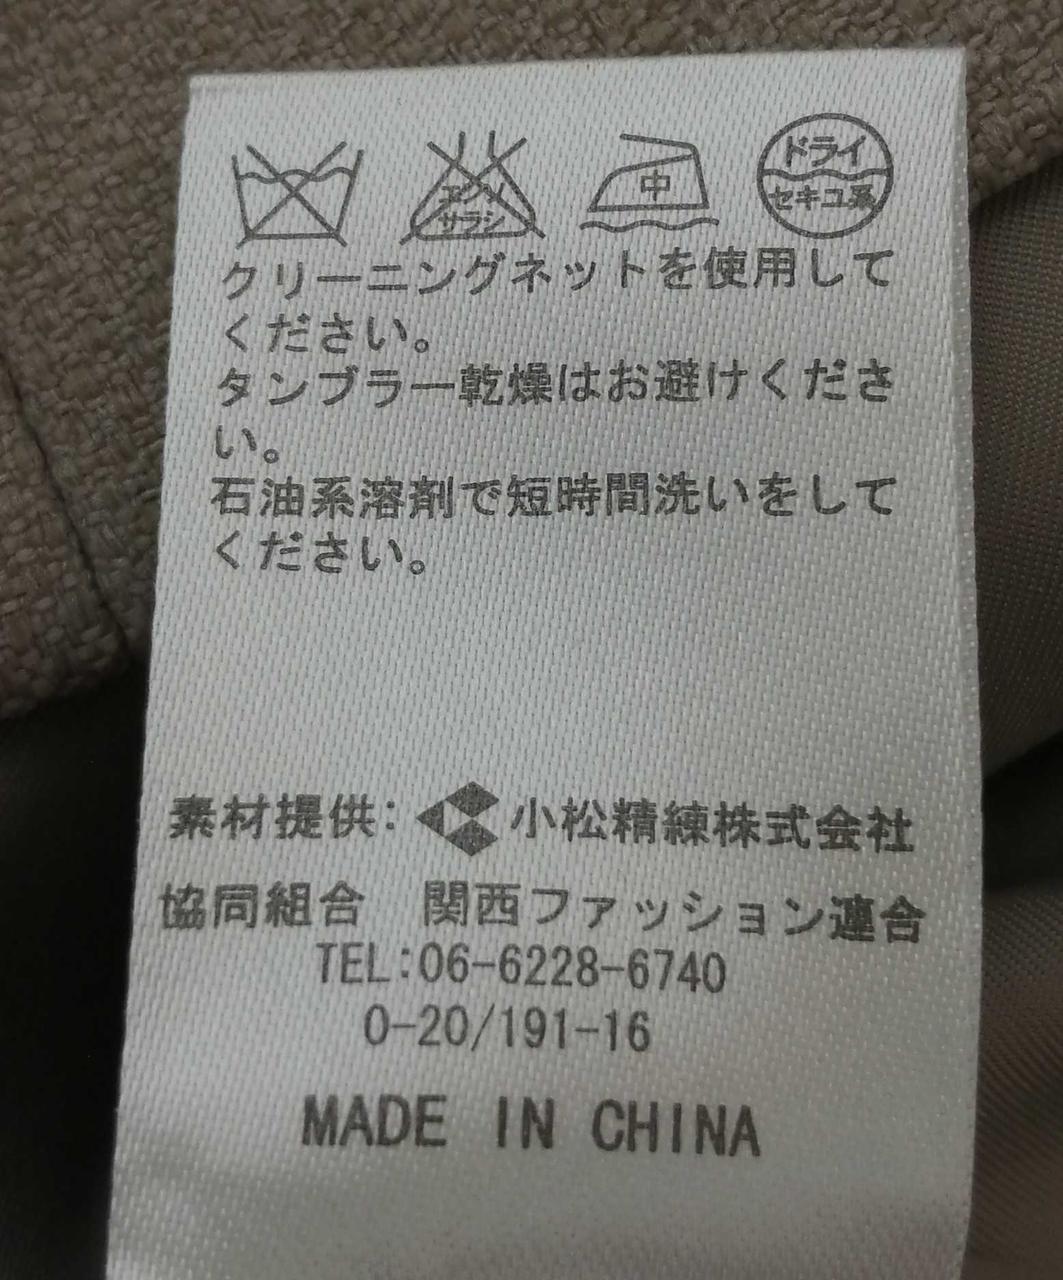 エンソ
サラシ
中
ドライ
セキユ系
クリーニングネットを使用して
ください。
タンブラー乾燥はお避けくださ
い。
石油系溶剤で短時間洗いをして
ください。
素材提供: 小松精練株式会社
協同組合 関西ファッション連合
TEL:06-6228-6740
0-20/191-16
MADE IN CHINA